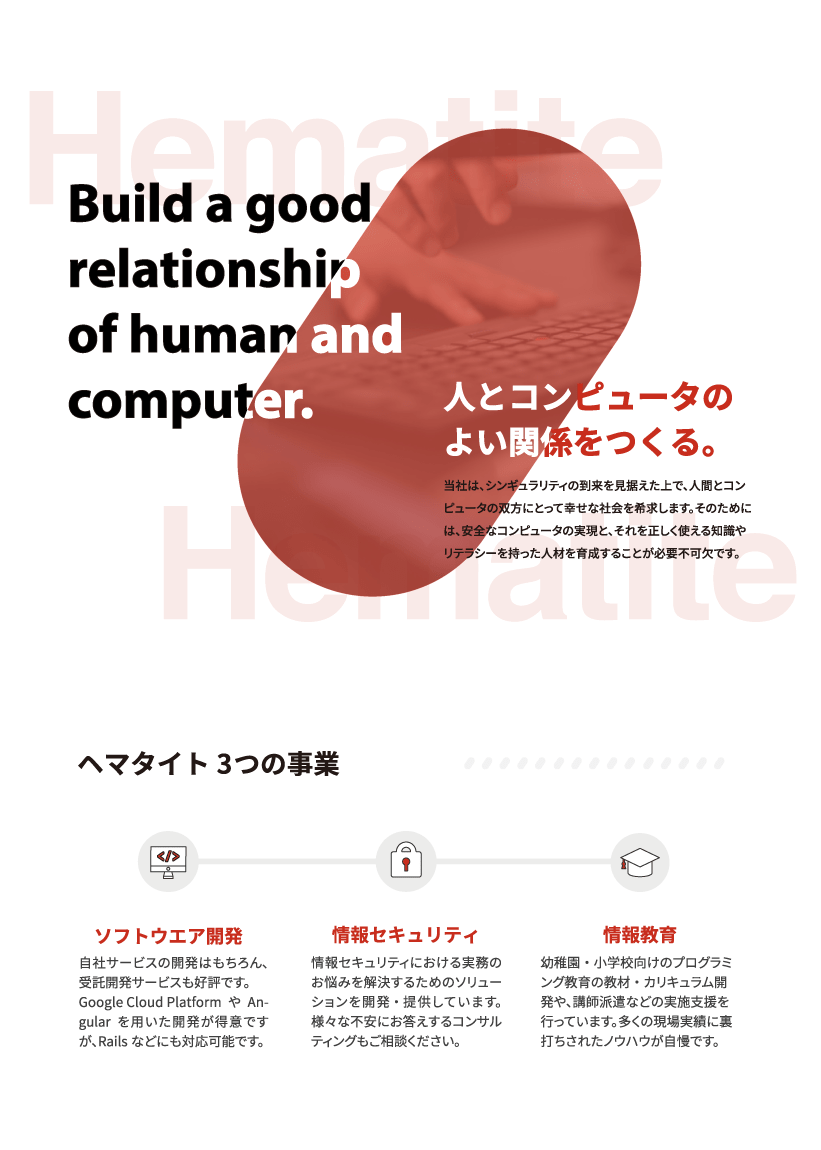 Hematite
Build a good
relationship
of human and
computer.
人とコンピュータの
よい関係をつくる。
当社は、シンギュラリティの到来を見据えた上で、人間とコン
ピュータの双方にとって幸せな社会を希求します。そのために
は、安全なコンピュータの実現と、それを正しく使える知識や
リテラシーを持った人材を育成することが必要不可欠です。
Hematite
ヘマタイト 3つの事業
</>
ソフトウエア開発
自社サービスの開発はもちろん、
受託開発サービスも好評です。
Google Cloud Platform や An-
gular を用いた開発が得意です
が、Rails などにも対応可能です。
情報セキュリティ
情報セキュリティにおける実務の
お悩みを解決するためのソリュー
ションを開発・提供しています。
様々な不安にお答えするコンサル
ティングもご相談ください。
情報教育
幼稚園・小学校向けのプログラミ
ング教育の教材・カリキュラム開
発や、講師派遣などの実施支援を
行っています。多くの現場実績に裏
打ちされたノウハウが自慢です。